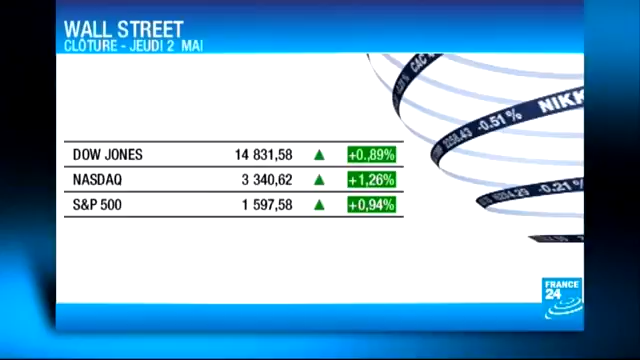 WALL STREET
CLÔTURE - JEUDI 2 MAI
DOW JONES 14 831,58 ▲ +0.,89%
NASDAQ 3 340,62 ▲ +1,26%
S&P 500 1 597,58 ▲ +0,94%
CAC
-0.51 % NIKK
-0.21 %
FRANCE
24